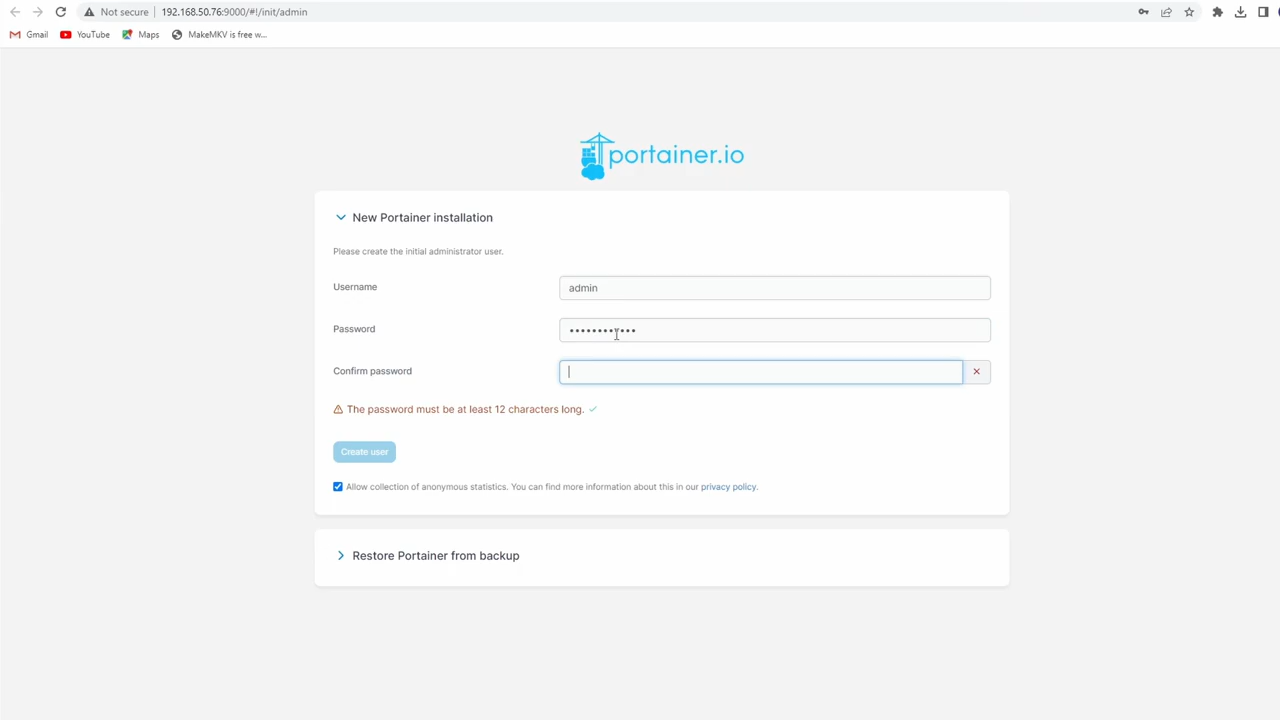 Not secure 192.168.50.76:9000/#!/init/admin
Gmail YouTube Maps MakeMKV is free w...
portainer.io
New Portainer installation
Please create the initial administrator user.
Username admin
Password ••••••••••••
Confirm password
The password must be at least 12 characters long.
Create user
Allow collection of anonymous statistics. You can find more information about this in our privacy policy.
Restore Portainer from backup